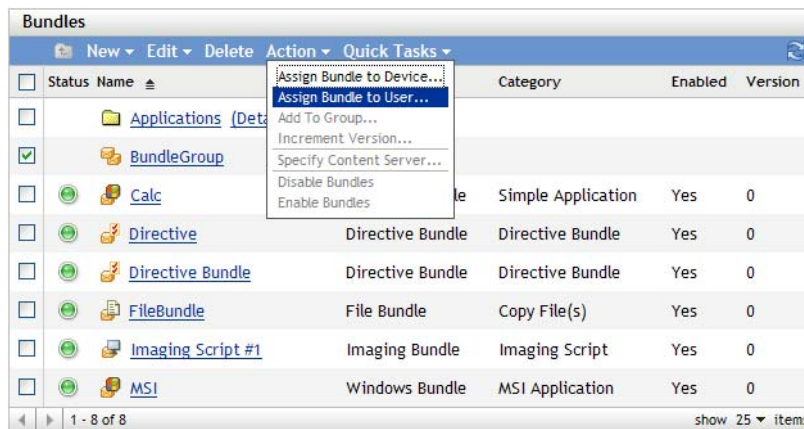 Bundles
New Edit Delete Action Quick Tasks
Status Name Category Enabled Version
Assign Bundle to Device...
Assign Bundle to User...
Add To Group...
Increment Version...
Specify Content Server...
Disable Bundles
Enable Bundles
Applications (Deta
BundleGroup
Calc le Simple Application Yes 0
Directive Directive Bundle Directive Bundle Yes 0
Directive Bundle Directive Bundle Directive Bundle Yes 0
FileBundle File Bundle Copy File(s) Yes 0
Imaging Script #1 Imaging Bundle Imaging Script Yes 0
MSI Windows Bundle MSI Application Yes 0
1 - 8 of 8 show 25 items